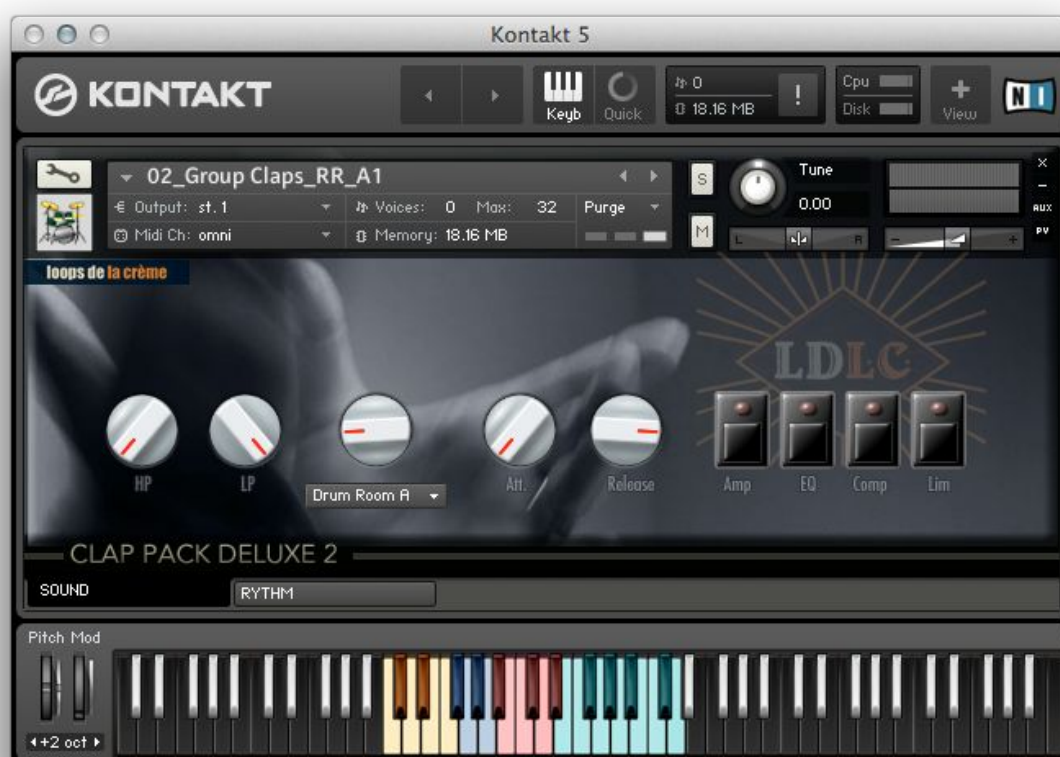 Kontakt 5
KONTAKT
Keyb
Quick
0
18.16 MB
!
Cpu
Disk
View
NI
02_Group Claps_RR_A1
Output: st. 1
Voices: 0 Max: 32
Purge
Midi Ch: omni
Memory: 18.16 MB
S
M
Tune
0.00
L
R
AUX
PV
loops de la crème
LDLC
HP
LP
Drum Room A
Att.
Release
Amp
EQ
Comp
Lim
CLAP PACK DELUXE 2
SOUND
RYTHM
Pitch Mod
+2 oct